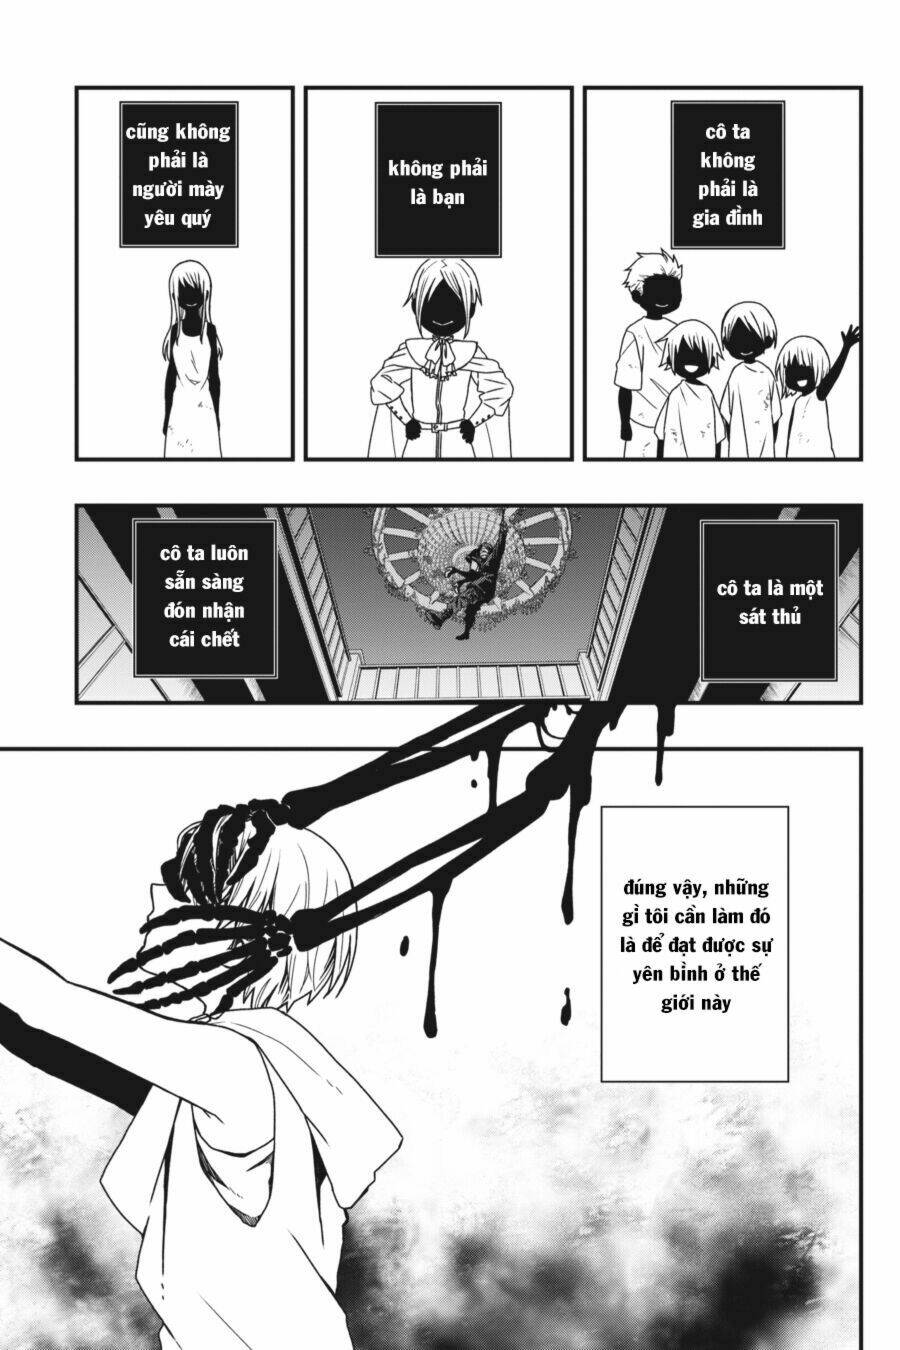 cô ta
không
phải là
gia đình
không phải
là bạn
cũng không
phải là
người mày
yêu quý
cô ta là một
sát thủ
cô ta luôn
sẵn sàng
đón nhận
cái chết
đúng vậy, những
gì tôi cần làm đó
là để đạt được sự
yên bình ở thế
giới này